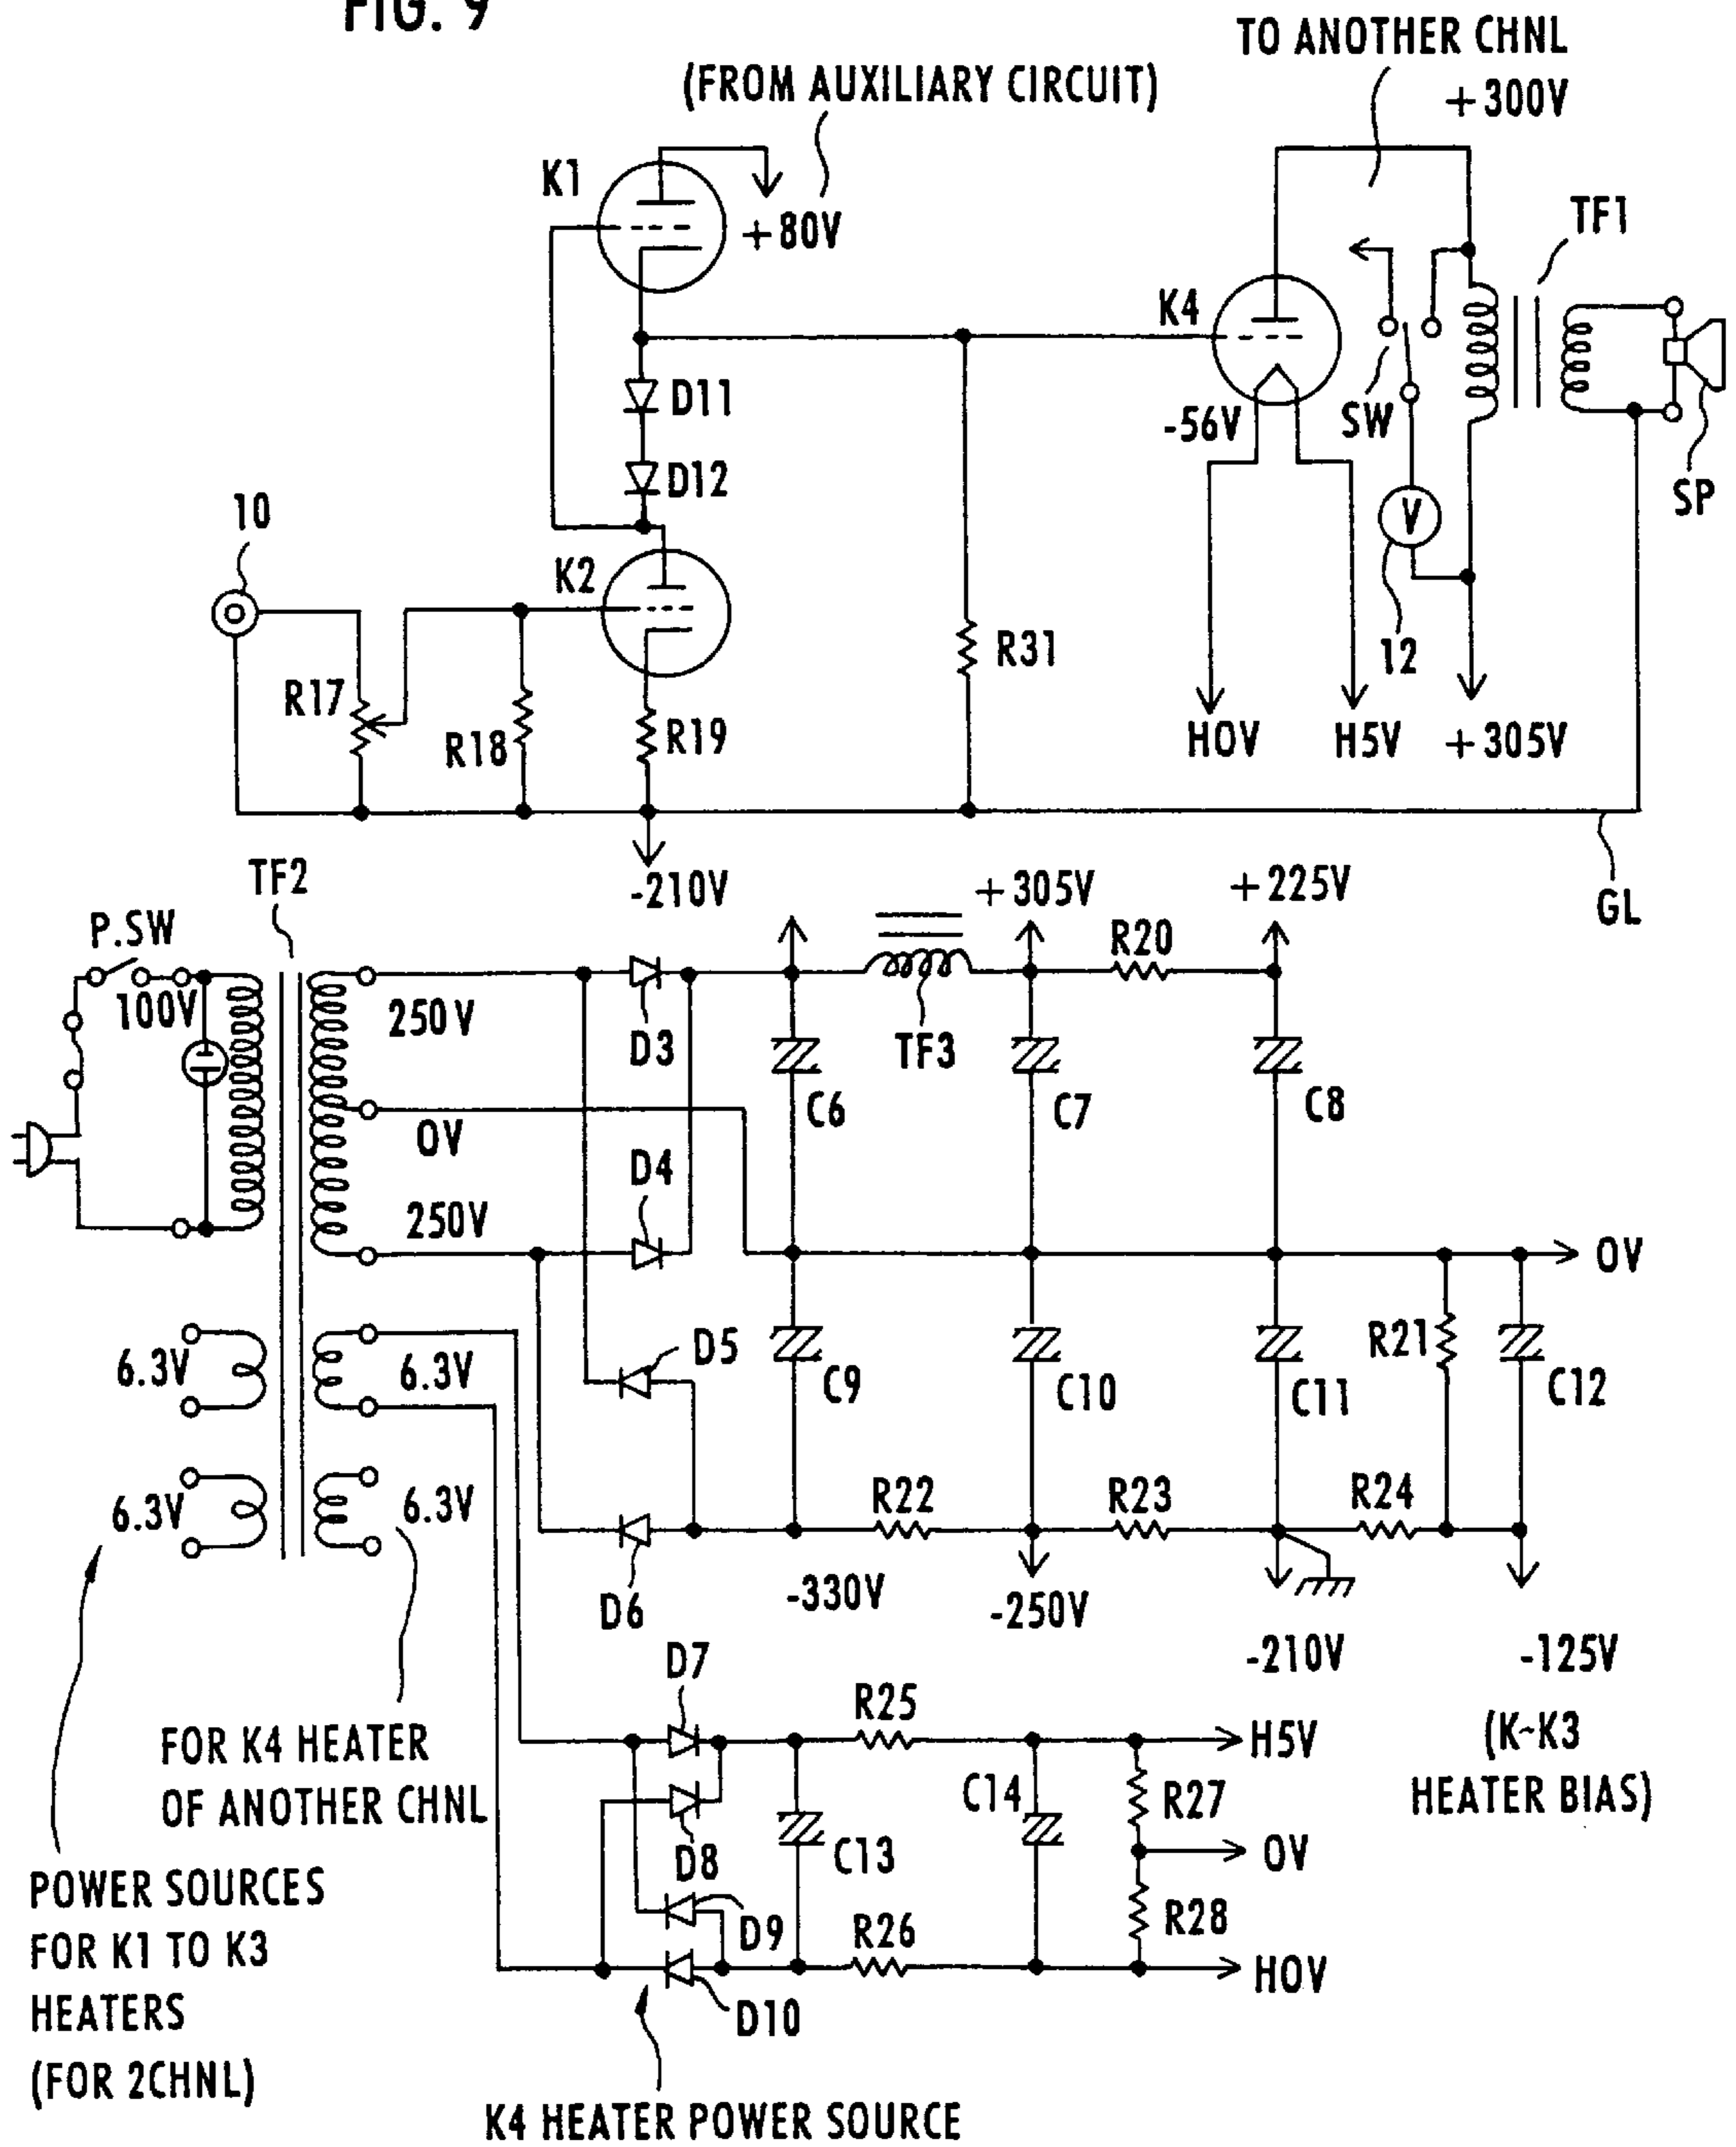 FIG. 9
TO ANOTHER CHNL
(FROM AUXILIARY CIRCUIT)
+300V
K1
+80V
TF1
K4
D11
-56V
SW
D12
SP
10
V
K2
R31
12
R17
R18
R19
HOV
H5V
+305V
-210V
GL
TF2
P.SW
100V
+305V
+225V
R20
250V
D3
TF3
C6
C7
C8
0V
D4
250V
0V
D5
R21
6.3V
6.3V
C9
C10
C11
C12
6.3V
6.3V
R22
R23
R24
D6
-330V
-250V
-210V
-125V
(K~K3
HEATER BIAS)
D7
R25
H5V
FOR K4 HEATER
OF ANOTHER CHNL
C14
R27
D8
C13
0V
POWER SOURCES
FOR K1 TO K3
HEATERS
(FOR 2CHNL)
D9
R26
R28
HOV
D10
K4 HEATER POWER SOURCE